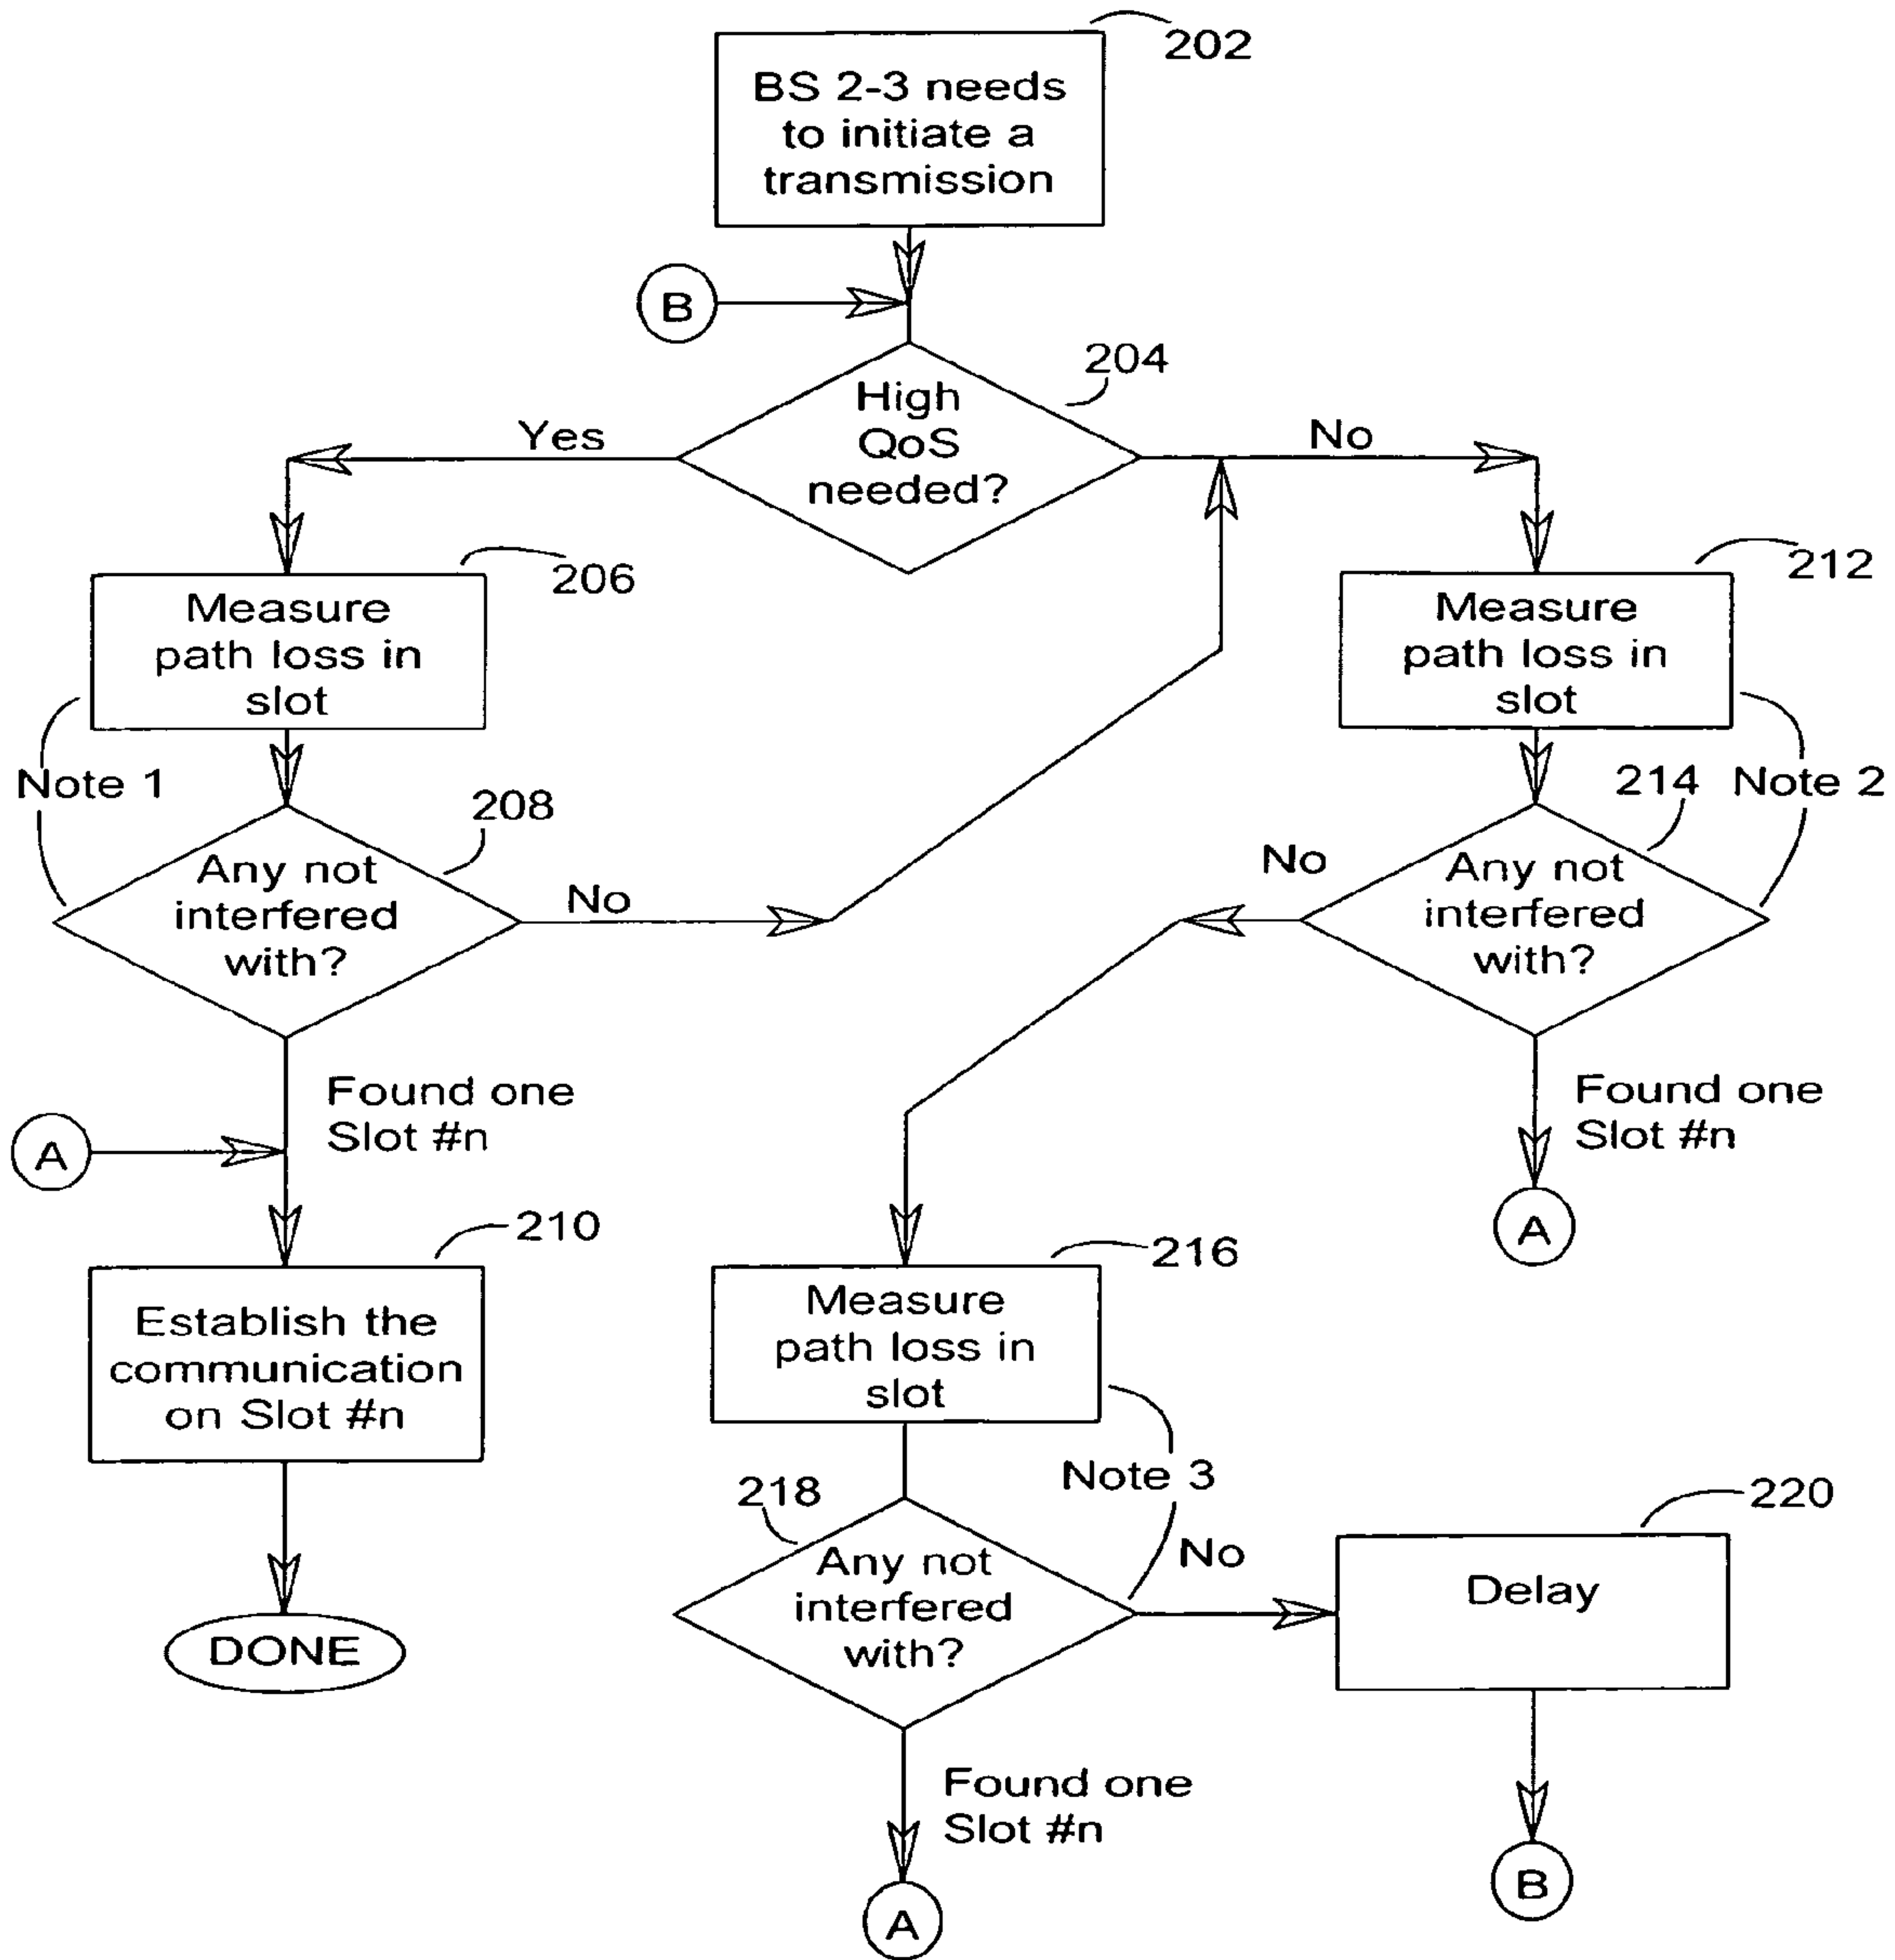 202
BS 2-3 needs
to initiate a
transmission
B
204
High
QoS
needed?
Yes
No
206
Measure
path loss in
slot
212
Measure
path loss in
slot
Note 1
208
Any not
interfered
with?
No
214
Note 2
Any not
interfered
with?
No
Found one
Slot #n
A
Found one
Slot #n
A
210
Establish the
communication
on Slot #n
DONE
216
Measure
path loss in
slot
Note 3
218
Any not
interfered
with?
No
220
Delay
Found one
Slot #n
A
B